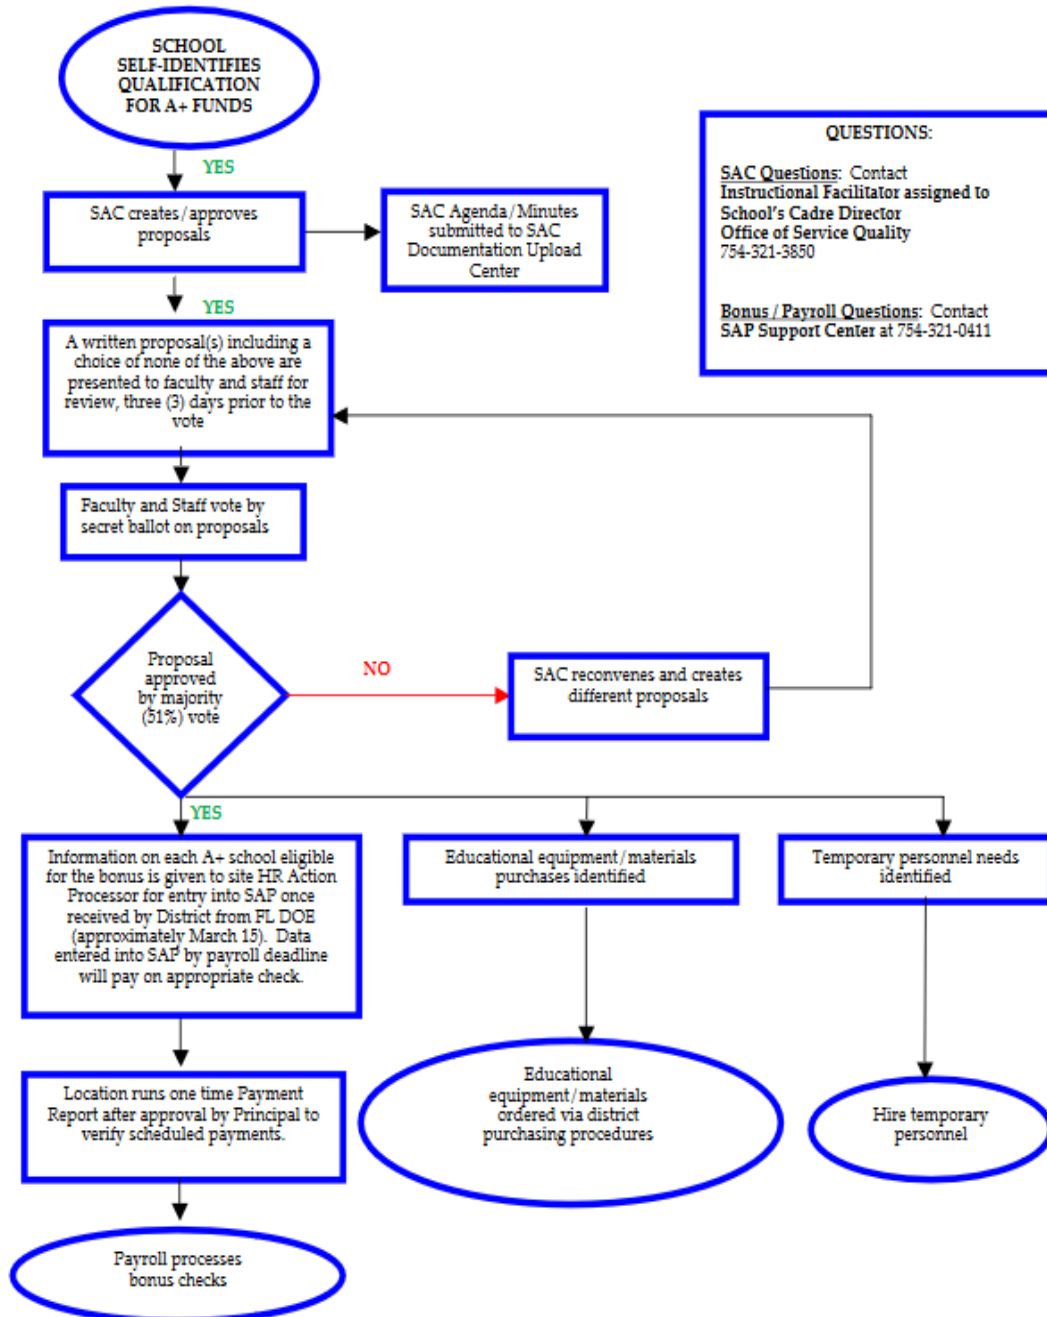 SCHOOL
SELF-IDENTIFIES
QUALIFICATION
FOR A+ FUNDS
YES
SAC creates/approves
proposals
SAC Agenda/Minutes
submitted to SAC
Documentation Upload
Center
QUESTIONS:
SAC Questions: Contact
Instructional Facilitator assigned to
School's Cadre Director
Office of Service Quality
754-321-3850
Bonus / Payroll Questions: Contact
SAP Support Center at 754-321-0411
YES
A written proposal(s) including a
choice of none of the above are
presented to faculty and staff for
review, three (3) days prior to the
vote
Faculty and Staff vote by
secret ballot on proposals
Proposal
approved
by majority
(51%) vote
NO
SAC reconvenes and creates
different proposals
YES
Information on each A+ school eligible
for the bonus is given to site HR Action
Processor for entry into SAP once
received by District from FL DOE
(approximately March 15). Data
entered into SAP by payroll deadline
will pay on appropriate check.
Educational equipment/materials
purchases identified
Temporary personnel needs
identified
Location runs one time Payment
Report after approval by Principal to
verify scheduled payments.
Educational
equipment/materials
ordered via district
purchasing procedures
Hire temporary
personnel
Payroll processes
bonus checks